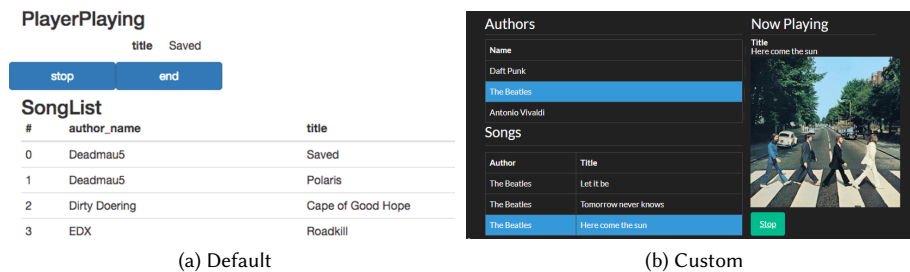 PlayerPlaying
title Saved
stop end
SongList
# author_name title
0 Deadmau5 Saved
1 Deadmau5 Polaris
2 Dirty Doering Cape of Good Hope
3 EDX Roadkill
(a) Default
Authors
Name
Daft Punk
The Beatles
Antonio Vivaldi
Songs
Author Title
The Beatles Let it be
The Beatles Tomorrow never knows
The Beatles Here come the sun
Now Playing
Title
Here come the sun
Stop
(b) Custom